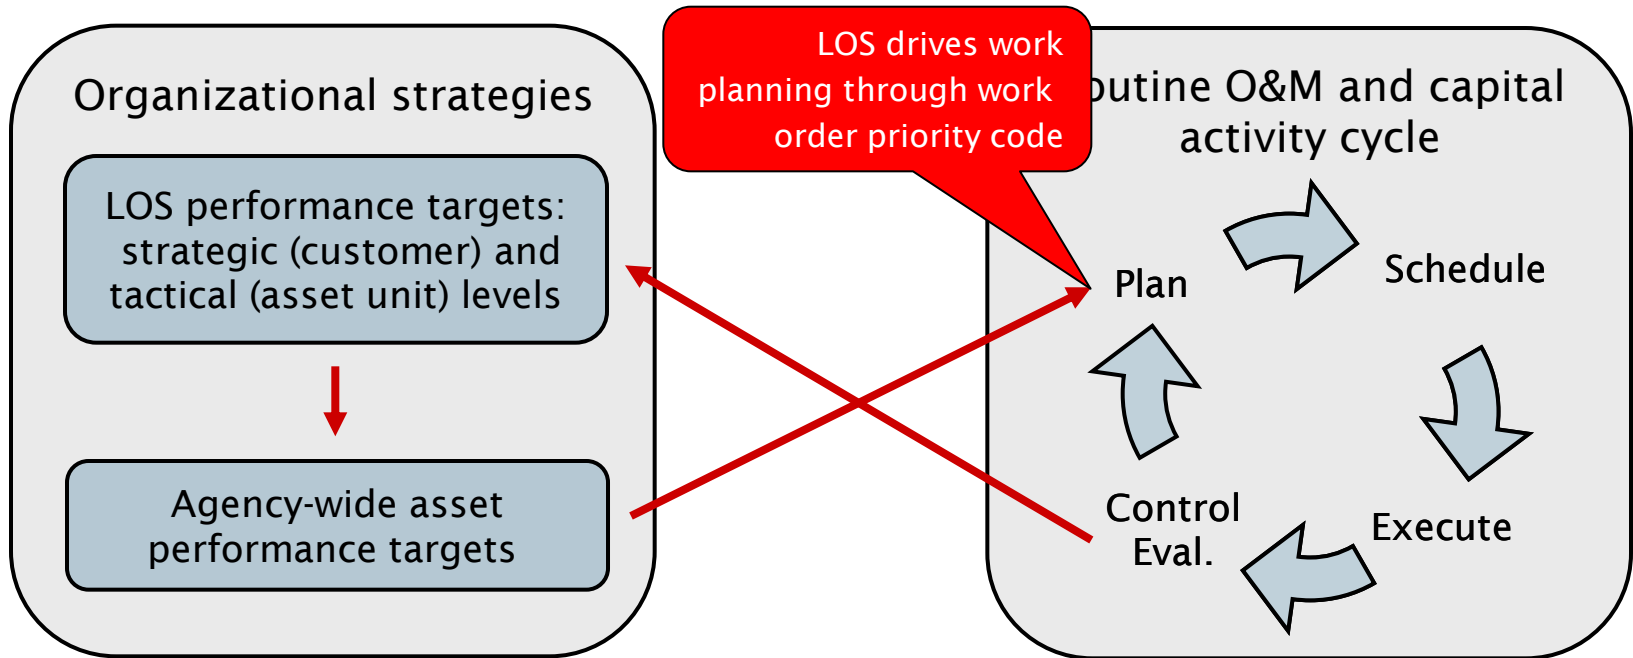 Organizational strategies
LOS performance targets:
strategic (customer) and
tactical (asset unit) levels
Agency-wide asset
performance targets
LOS drives work
planning through work
order priority code
outine O&M and capital
activity cycle
Plan
Schedule
Execute
Control
Eval.